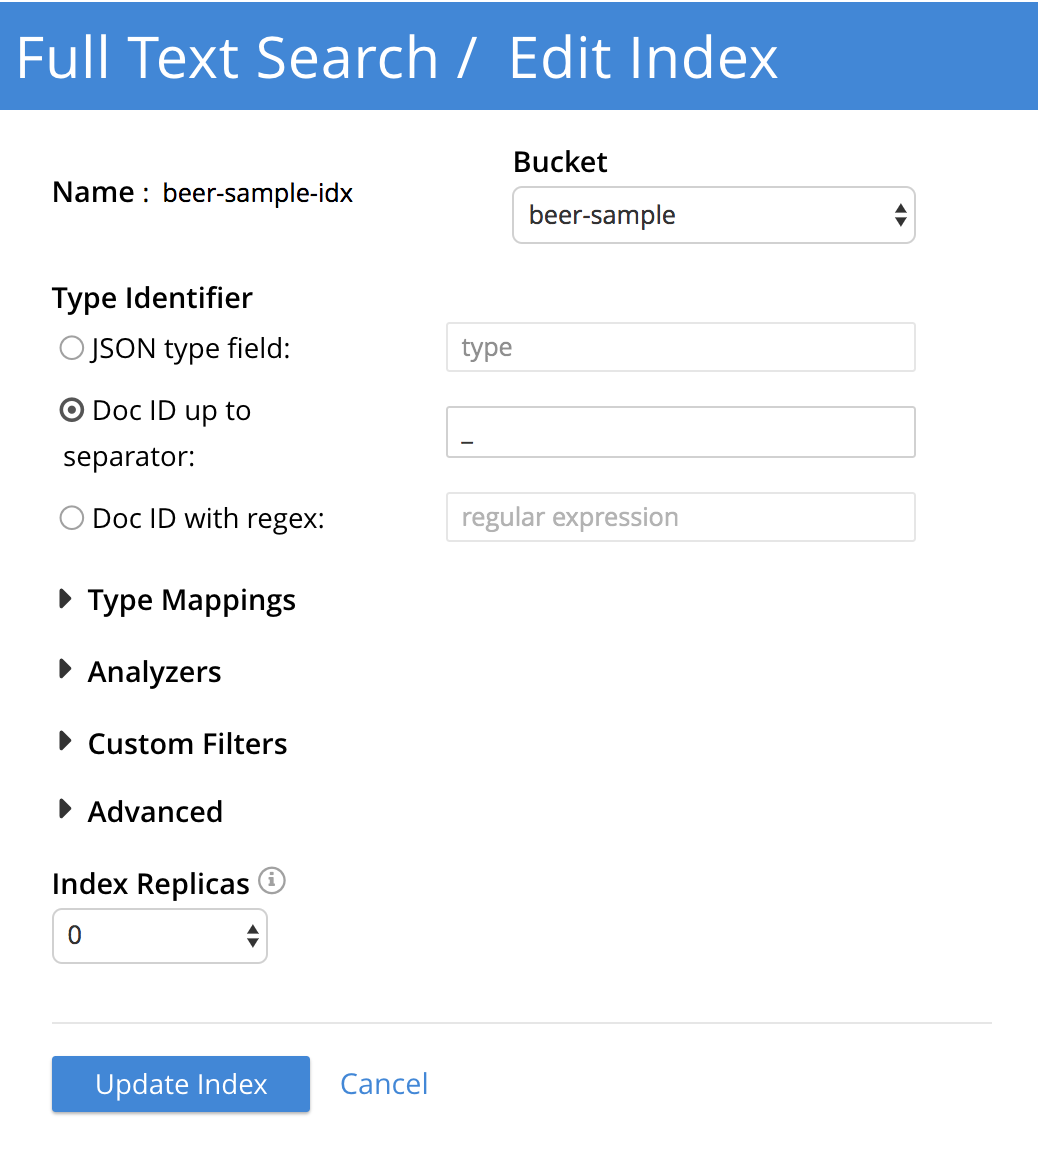 Full Text Search / Edit Index
Bucket
Name : beer-sample-idx
beer-sample
Type Identifier
JSON type field:
type
Doc ID up to
separator:
_
Doc ID with regex:
regular expression
Type Mappings
Analyzers
Custom Filters
Advanced
Index Replicas
0
Update Index
Cancel